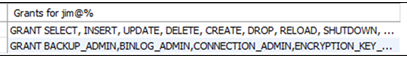 Grants for jim@%
GRANT SELECT, INSERT, UPDATE, DELETE, CREATE, DROP, RELOAD, SHUTDOWN, ...
GRANT BACKUP_ADMIN,BINLOG_ADMIN,CONNECTION_ADMIN,ENCRYPTION_KEY_...